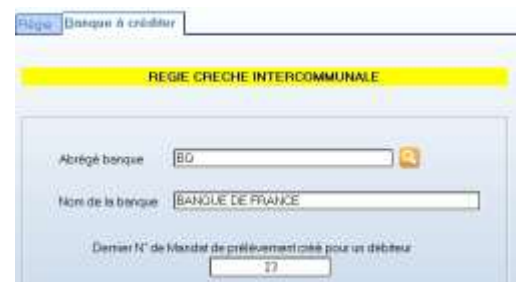 Régie Banque à créditer
REGIE CRECHE INTERCOMMUNALE
Abrégé banque BD
Nom de la banque BANQUE DE FRANCE
Dernier N° de Mandat de prélèvement créé pour un débiteur
23